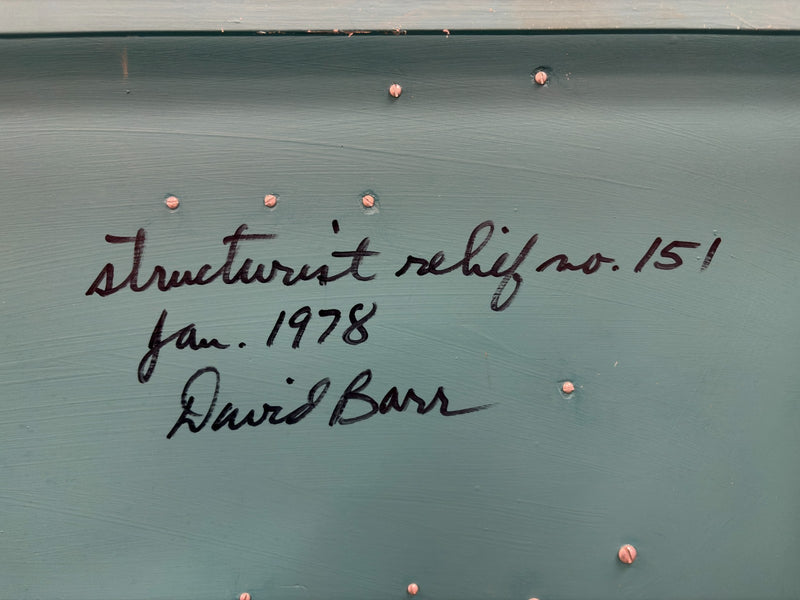 structurist relief no. 151
Jan. 1978
David Barr